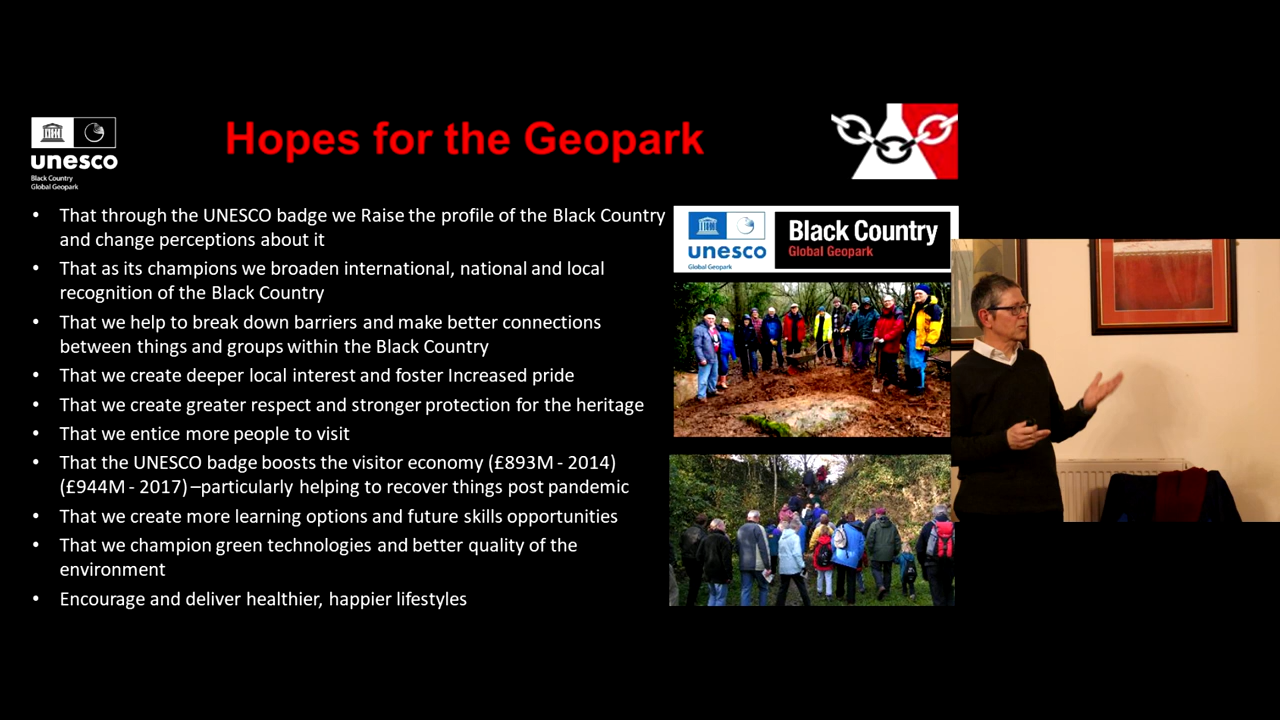 Hopes for the Geopark
unesco
Black Country
Global Geopark
• That through the UNESCO badge we Raise the profile of the Black Country
and change perceptions about it
• That as its champions we broaden international, national and local
recognition of the Black Country
• That we help to break down barriers and make better connections
between things and groups within the Black Country
• That we create deeper local interest and foster Increased pride
• That we create greater respect and stronger protection for the heritage
• That we entice more people to visit
• That the UNESCO badge boosts the visitor economy (£893M - 2014)
(£944M - 2017) –particularly helping to recover things post pandemic
• That we create more learning options and future skills opportunities
• That we champion green technologies and better quality of the
environment
• Encourage and deliver healthier, happier lifestyles
unesco
Global Geopark
Black Country
Global Geopark